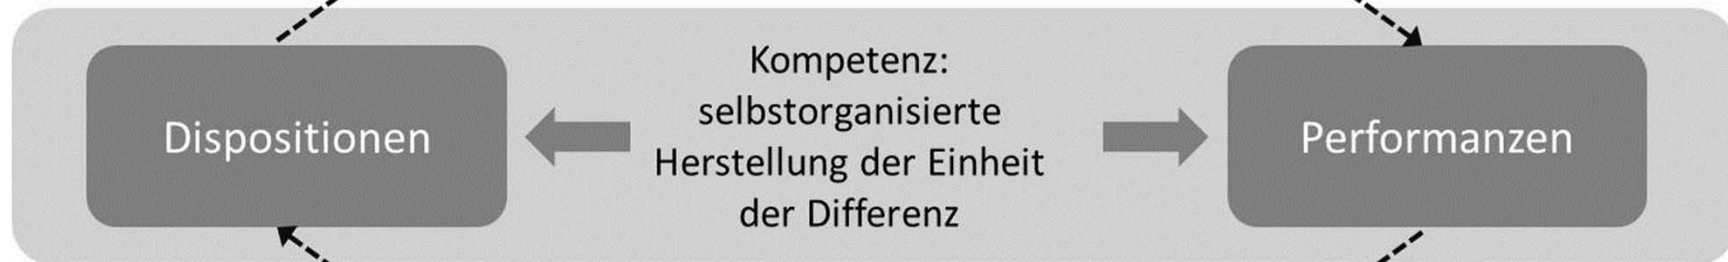 Dispositionen
Kompetenz:
selbstorganisierte
Herstellung der Einheit
der Differenz
Performanzen